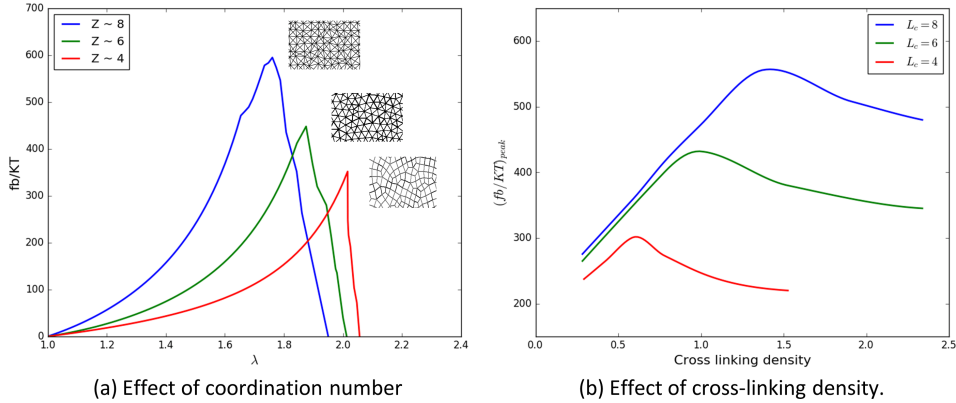 700
600
500
400
300
200
100
0
fb/KT
Z ~ 8
Z ~ 6
Z ~ 4
1.0 1.2 1.4 1.6 1.8 2.0 2.2 2.4
λ
(a) Effect of coordination number
600
500
400
300
200
(fb/KT)peak
Lc = 8
Lc = 6
Lc = 4
0.0 0.5 1.0 1.5 2.0 2.5
Cross linking density
(b) Effect of cross-linking density.